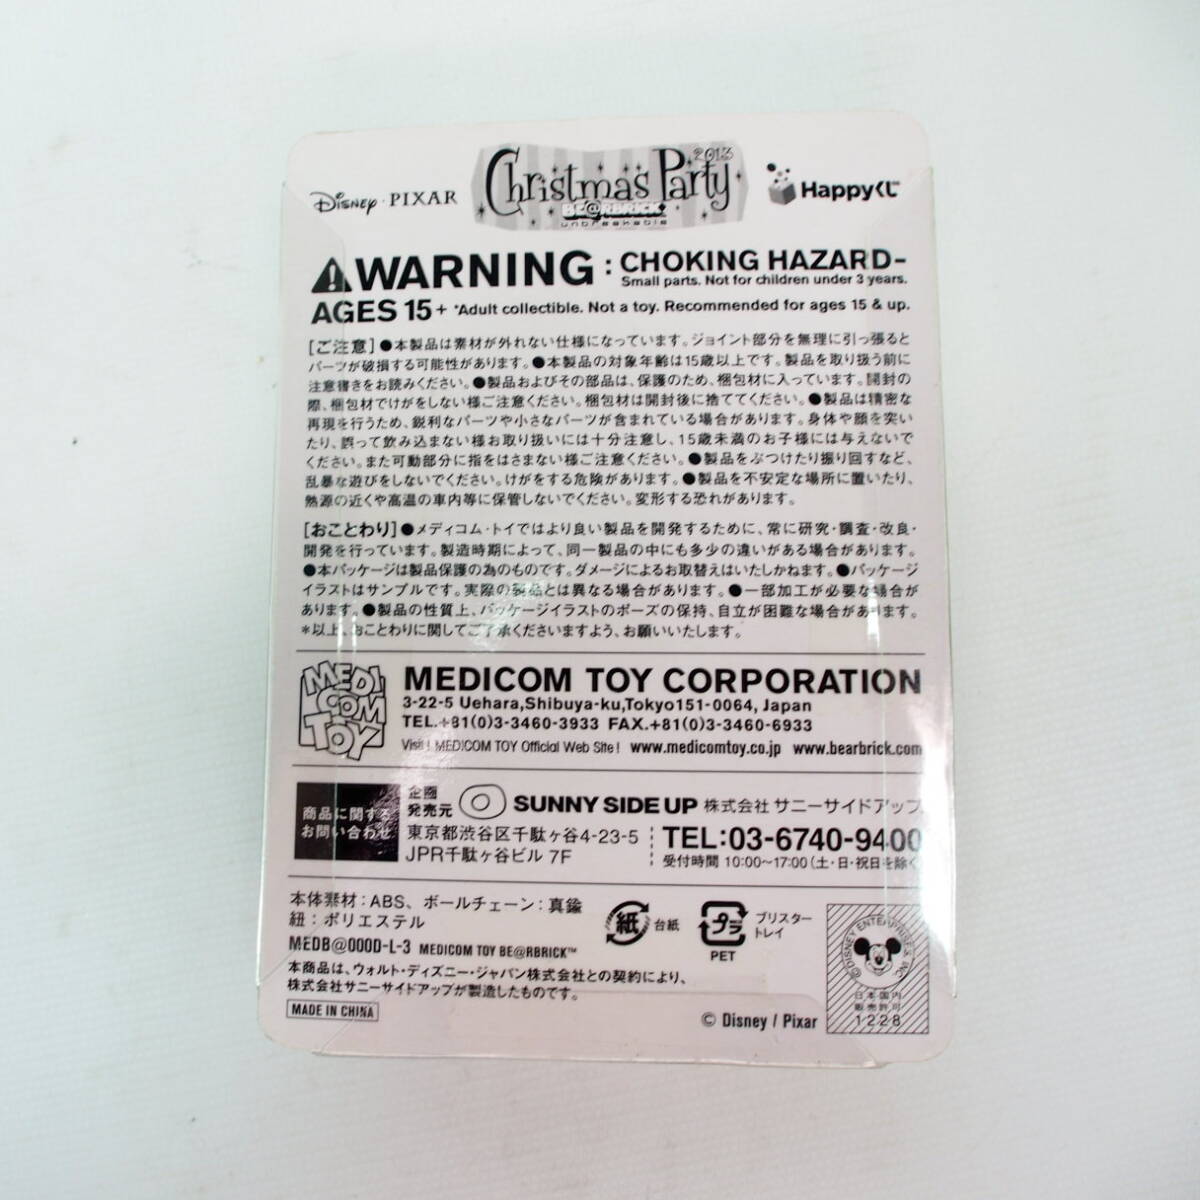 Disney · PIXAR
Christmas Party 2013
BE@RBRICK
unbreakable
Happyくじ
WARNING : CHOKING HAZARD–
Small parts. Not for children under 3 years.
AGES 15+ *Adult collectible. Not a toy. Recommended for ages 15 & up.
[ご注意]●本製品は素材が外れない仕様になっています。ジョイント部分を無理に引っ張ると
パーツが破損する可能性があります。●本製品の対象年齢は15歳以上です。製品を取り扱う前に
注意書きをお読みください。●製品およびその部品は、保護のため、梱包材に入っています。開封の
際、梱包材でけがをしない様ご注意ください。梱包材は開封後に捨ててください。●製品は精密な
再現を行うため、鋭利なパーツや小さなパーツが含まれている場合があります。身体や顔を突い
たり、誤って飲み込まない様お取り扱いには十分注意し、15歳未満のお子様には与えないで
ください。また可動部分に指をはさまない様ご注意ください。●製品をぶつけたり振り回すなど、
乱暴な遊びをしないでください。けがをする危険があります。●製品を不安定な場所に置いたり、
熱源の近くや高温の車内等に保管しないでください。変形する恐れがあります。
[おことわり]●メディコム・トイではより良い製品を開発するために、常に研究・調査・改良・
開発を行っています。製造時期によって、同一製品の中にも多少の違いがある場合があります。
●本パッケージは製品保護の為のものです。ダメージによるお取替えはいたしかねます。●パッケージ
イラストはサンプルです。実際の製品とは異なる場合があります。●一部加工が必要な場合が
あります。●製品の性質上、パッケージイラストのポーズの保持、自立が困難な場合があります。
*以上、おことわりに関してご了承くださいますよう、お願いいたします。
MEDI COM TOY
MEDICOM TOY CORPORATION
3-22-5 Uehara,Shibuya-ku,Tokyo151-0064, Japan
TEL.+81(0)3-3460-3933 FAX.+81(0)3-3460-6933
Visit! MEDICOM TOY Official Web Site! www.medicomtoy.co.jp www.bearbrick.com
商品に関する
お問い合わせ
企画
発売元
SUNNY SIDE UP 株式会社 サニーサイドアップ
東京都渋谷区千駄ヶ谷4-23-5
JPR千駄ヶ谷ビル 7F
TEL:03-6740-9400
受付時間 10:00〜17:00(土・日・祝日を除く)
本体素材:ABS、ボールチェーン:真鍮
紐:ポリエステル
紙 台紙
プラ ブリスター
トレイ
PET
MEDB@000D-L-3 MEDICOM TOY BE@RBRICK™
本商品は、ウォルト・ディズニー・ジャパン株式会社との契約により、
株式会社サニーサイドアップが製造したものです。
MADE IN CHINA
© Disney / Pixar
© DISNEY ENTERPRISES, INC.
日本国内
販売許可
1228